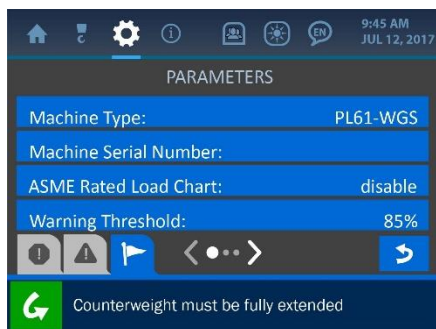 EN
9:45 AM
JUL 12, 2017
PARAMETERS
Machine Type: PL61-WGS
Machine Serial Number:
ASME Rated Load Chart: disable
Warning Threshold: 85%
Counterweight must be fully extended